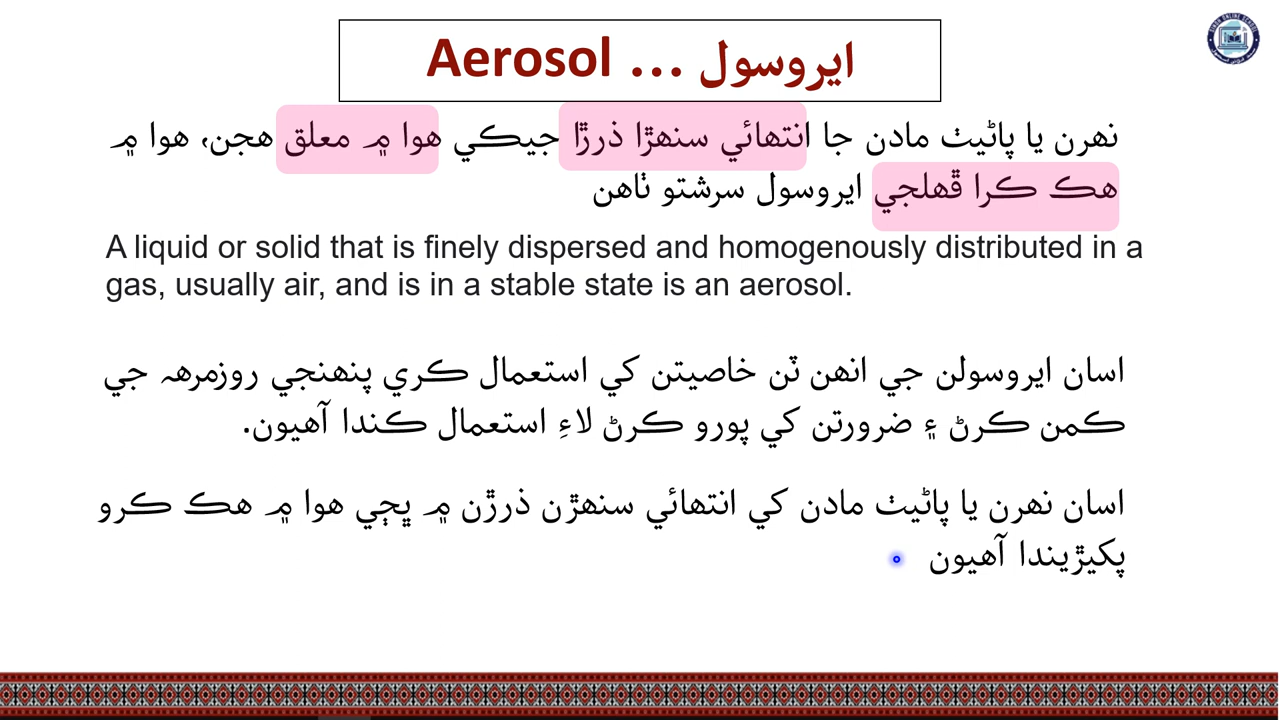 ايروسول ... Aerosol
نهرن يا پاڻيٺ مادن جا انتهائي سنهڙا ذرڙا جيڪي هوا ۾ معلق هجن، هوا ۾
هڪ ڪرا ڦهلجي ايروسول سرشتو ٺاهن
A liquid or solid that is finely dispersed and homogenously distributed in a
gas, usually air, and is in a stable state is an aerosol.
اسان ايروسولن جي انهن ٽن خاصيتن کي استعمال ڪري پنهنجي روزمرهہ جي
ڪمن ڪرڻ ۽ ضرورتن کي پورو ڪرڻ لاءِ استعمال ڪندا آهيون.
اسان نهرن يا پاڻيٺ مادن کي انتهائي سنهڙن ذرڙن ۾ ڀڃي هوا ۾ هڪ ڪرو
پکيڙيندا آهيون